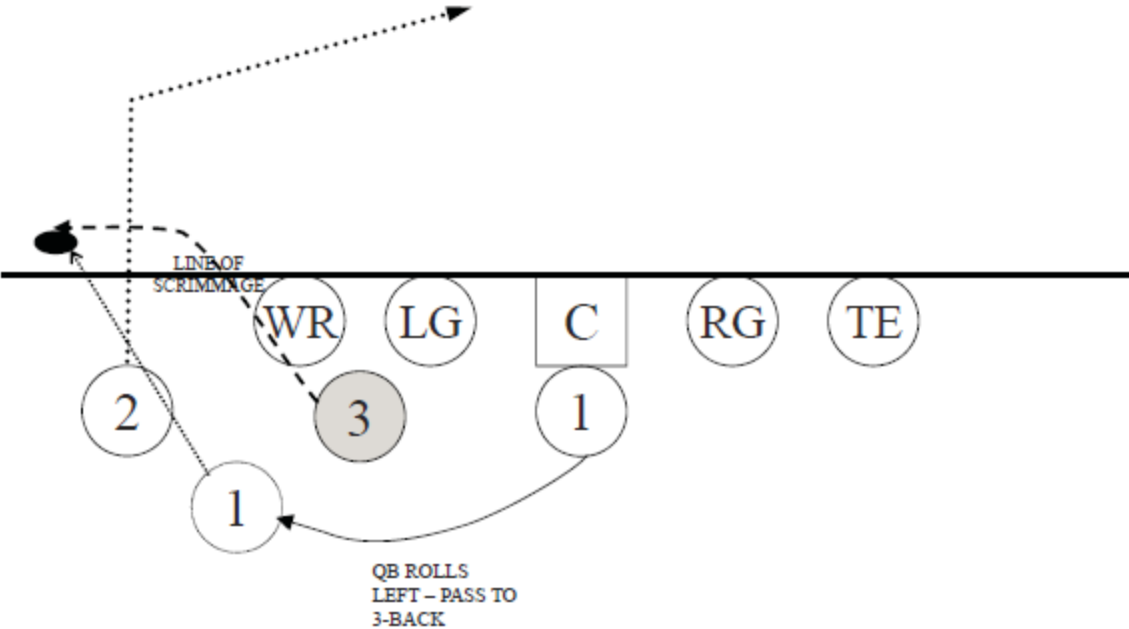 LINE OF
SCRIMMAGE
WR LG C RG TE
2 3 1
1
QB ROLLS
LEFT – PASS TO
3-BACK